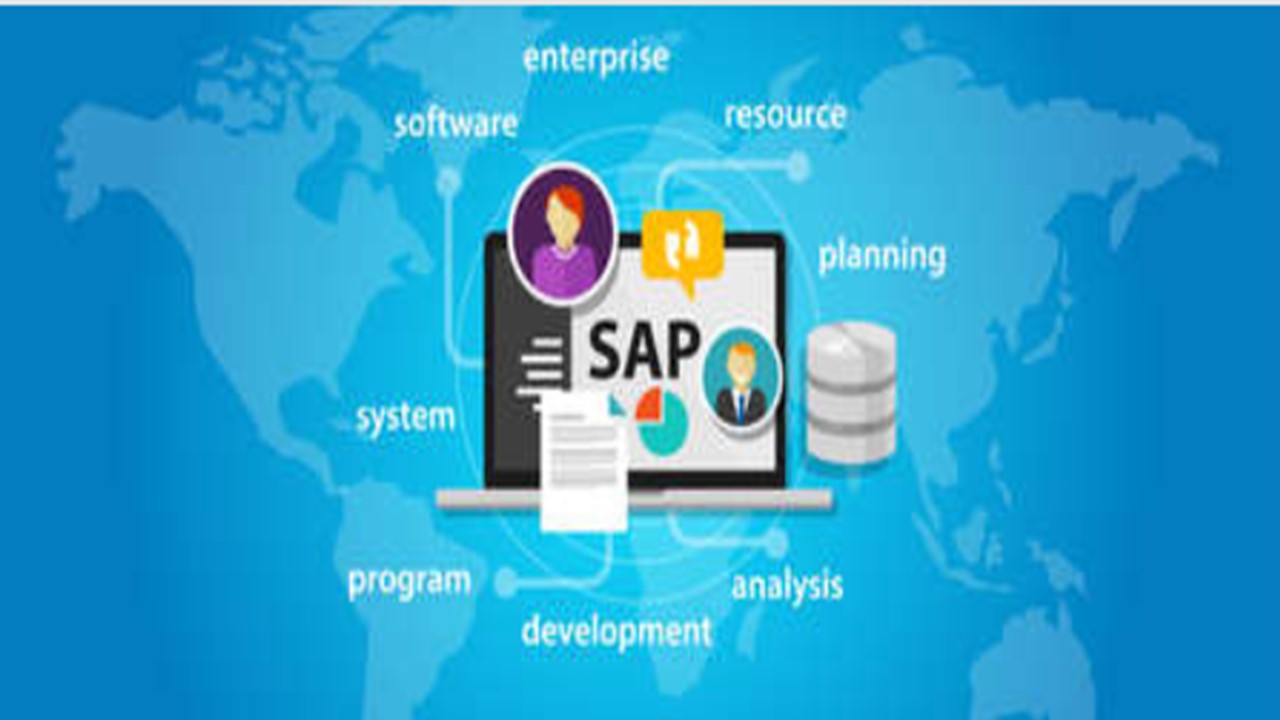 enterprise
software
resource
planning
SAP
system
program
analysis
development